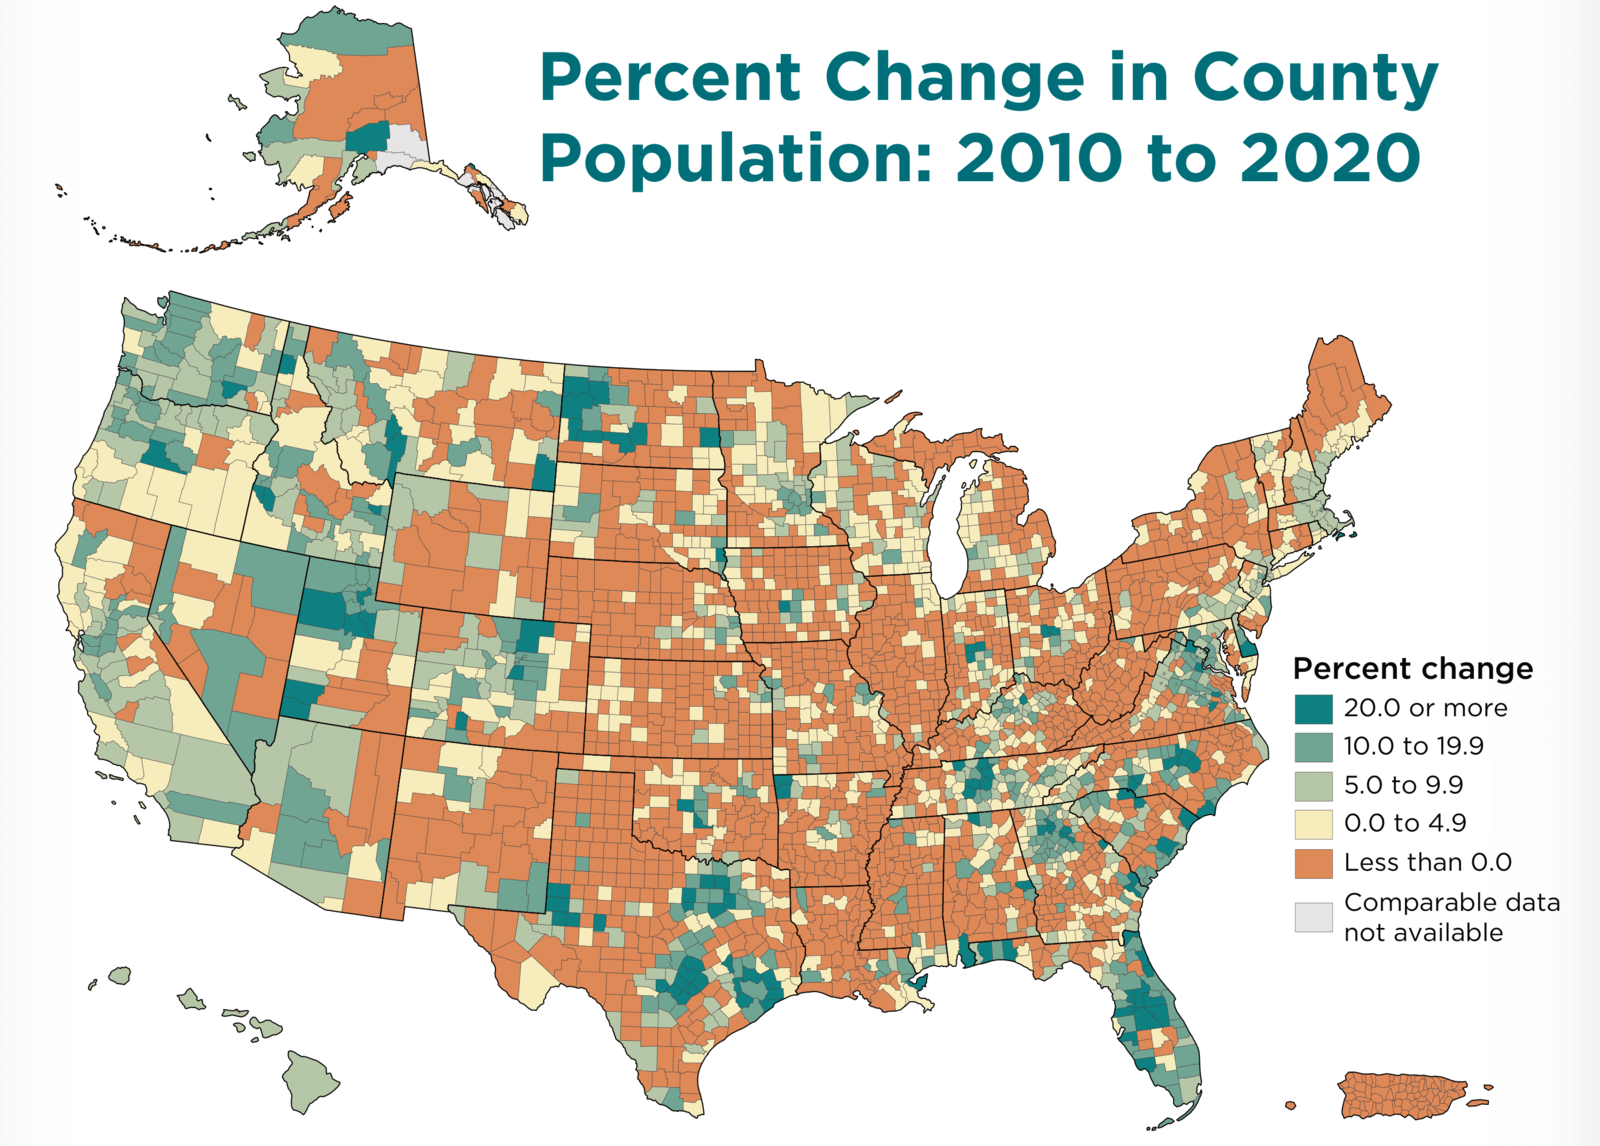 Percent Change in County
Population: 2010 to 2020
Percent change
20.0 or more
10.0 to 19.9
5.0 to 9.9
0.0 to 4.9
Less than 0.0
Comparable data
not available